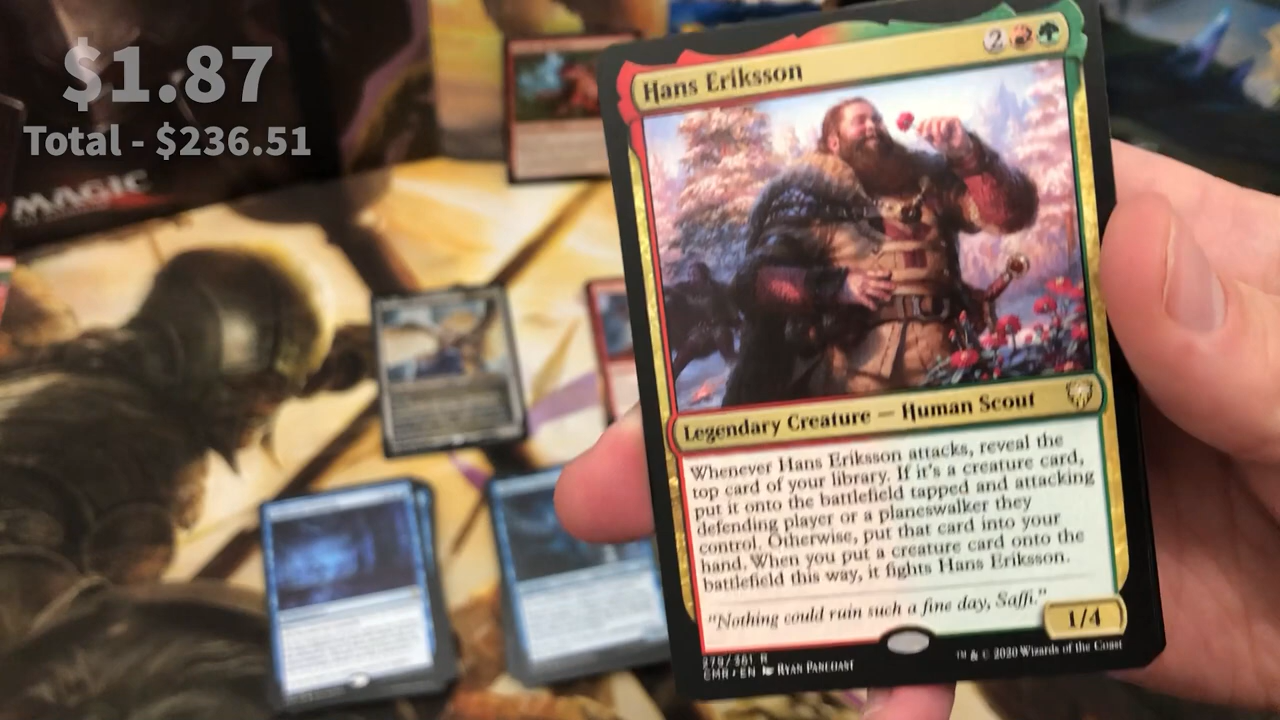 $1.87
Total - $236.51
MAGIC
Hans Eriksson
2
Legendary Creature — Human Scout
Whenever Hans Eriksson attacks, reveal the
top card of your library. If it's a creature card,
put it onto the battlefield tapped and attacking
defending player or a planeswalker they
control. Otherwise, put that card into your
hand. When you put a creature card onto the
battlefield this way, it fights Hans Eriksson.
"Nothing could ruin such a fine day, Saffi."
1/4
279/361 R
CMR • EN Ryan Pancoast
™ & © 2020 Wizards of the Coast